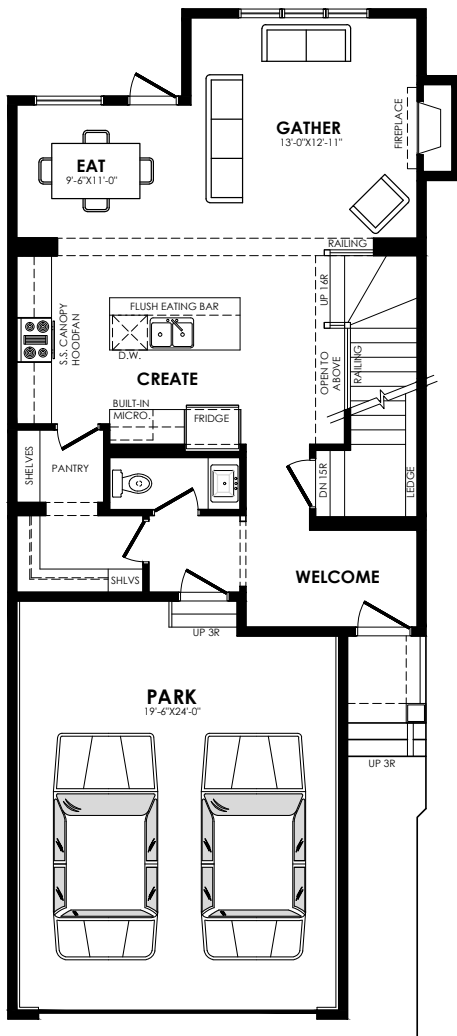 GATHER
13'-0"X12'-11"
FIREPLACE
EAT
9'-6"X11'-0"
RAILING
UP 16R
S.S. CANOPY
HOODFAN
FLUSH EATING BAR
D.W.
CREATE
OPEN TO
ABOVE
RAILING
BUILT-IN
MICRO.
FRIDGE
SHELVES
PANTRY
DN 15R
LEDGE
SHLVS
WELCOME
UP 3R
PARK
19'-6"X24'-0"
UP 3R